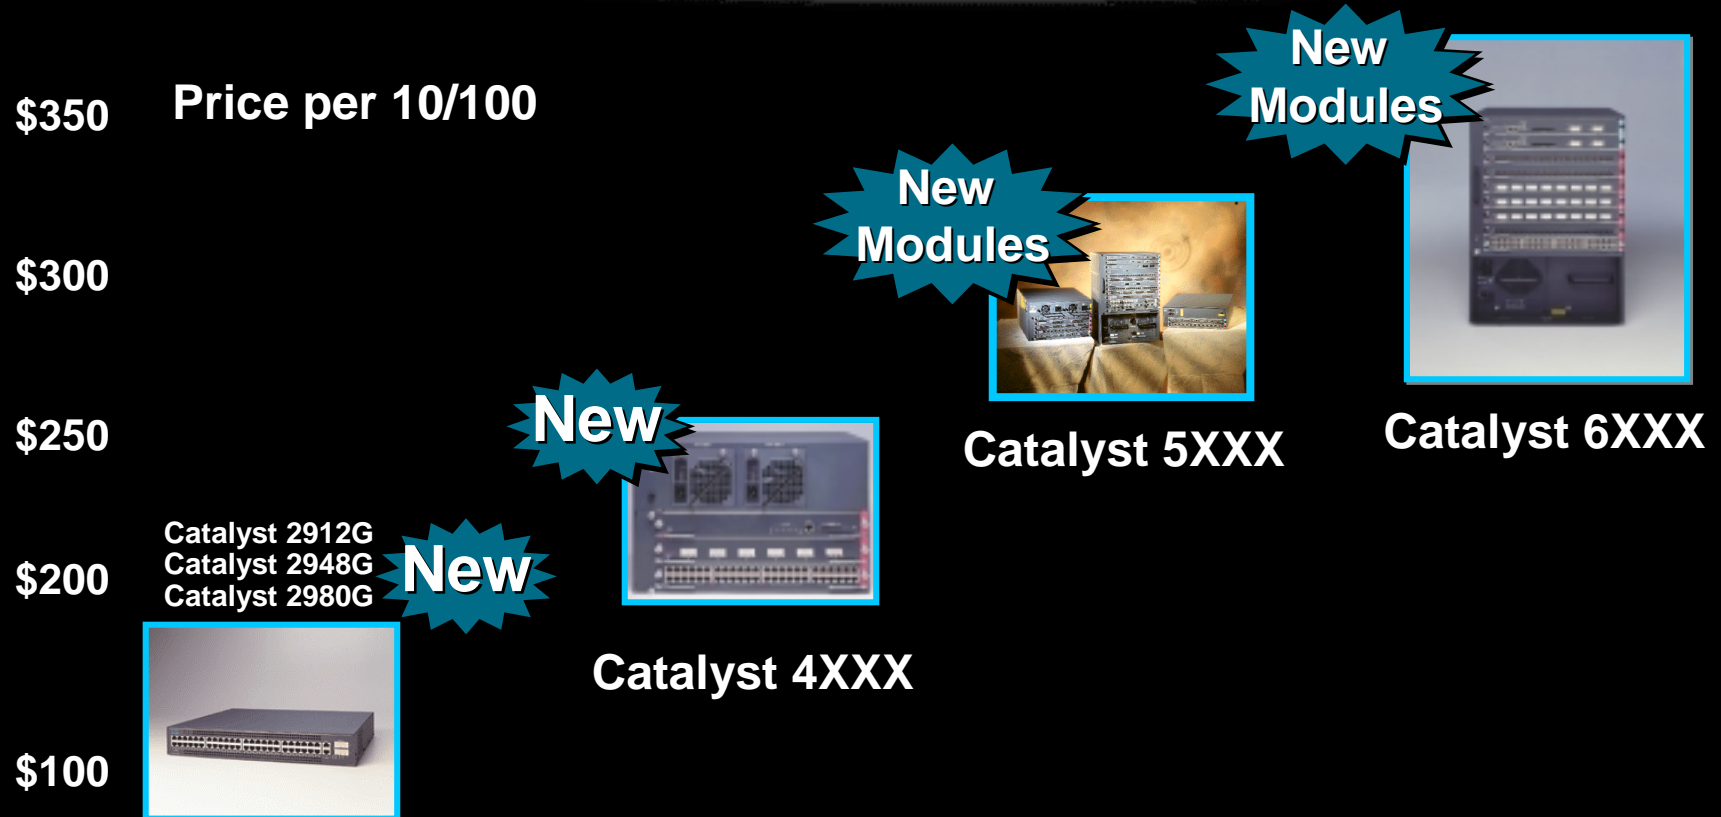 $350
Price per 10/100
$300
$250
$200
$100
Catalyst 2912G
Catalyst 2948G
Catalyst 2980G
New
New
Catalyst 4XXX
New
Modules
Catalyst 5XXX
New
Modules
Catalyst 6XXX